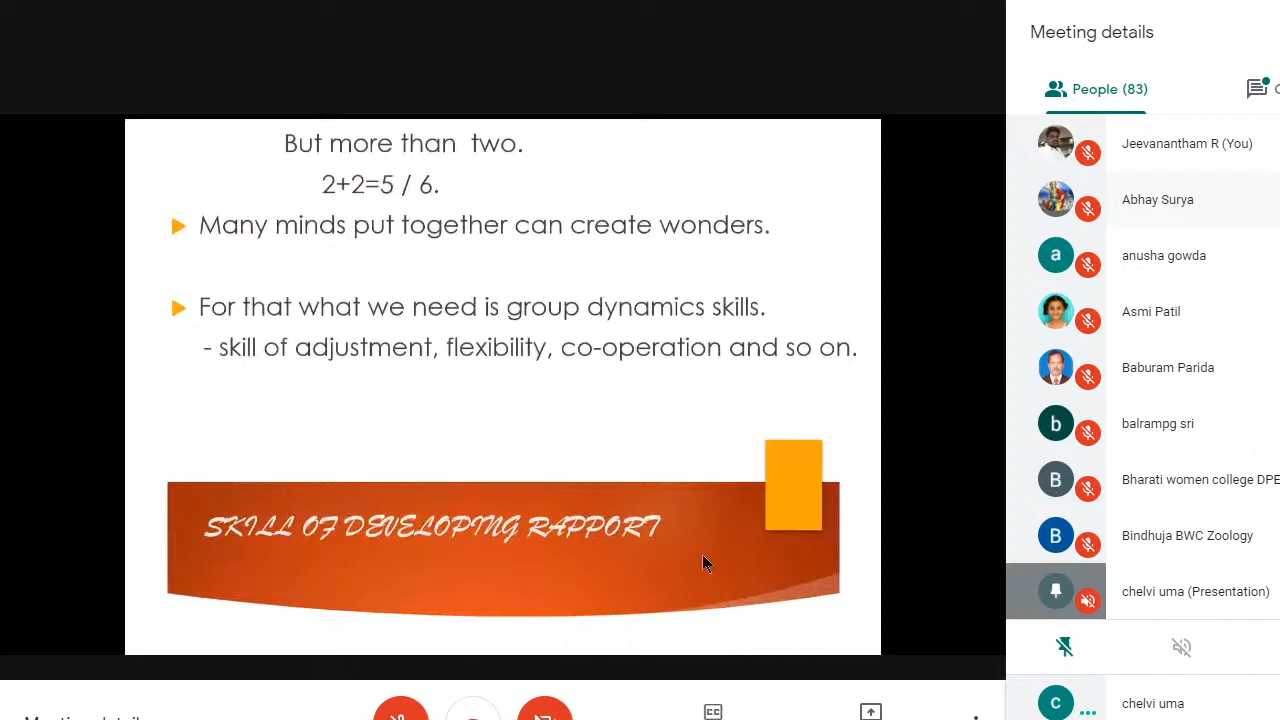 But more than two.
2+2=5 / 6.
Many minds put together can create wonders.
For that what we need is group dynamics skills.
- skill of adjustment, flexibility, co-operation and so on.
SKILL OF DEVELOPING RAPPORT
Meeting details
People (83)
Jeevanantham R (You)
Abhay Surya
a
anusha gowda
Asmi Patil
Baburam Parida
b
balrampg sri
B
Bharati women college DPE
B
Bindhuja BWC Zoology
chelvi uma (Presentation)
c
chelvi uma
CC